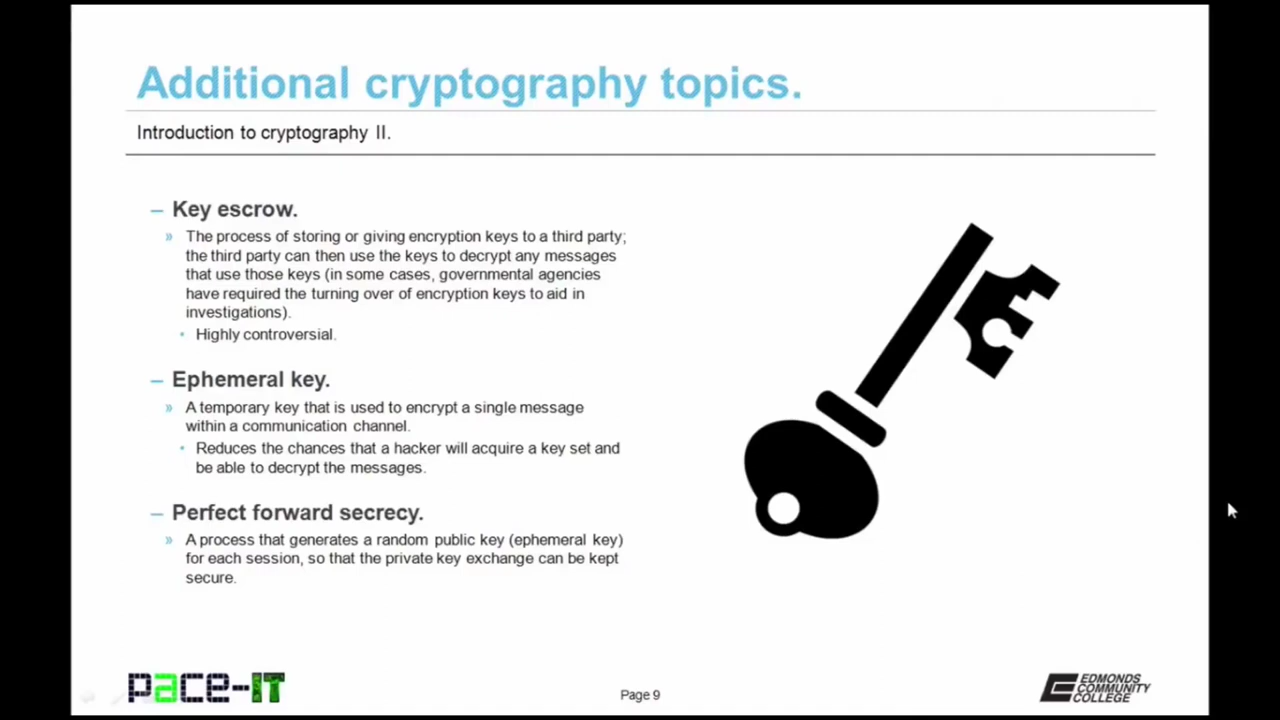 Additional cryptography topics.
Introduction to cryptography II.
– Key escrow.
» The process of storing or giving encryption keys to a third party;
the third party can then use the keys to decrypt any messages
that use those keys (in some cases, governmental agencies
have required the turning over of encryption keys to aid in
investigations).
• Highly controversial.
– Ephemeral key.
» A temporary key that is used to encrypt a single message
within a communication channel.
• Reduces the chances that a hacker will acquire a key set and
be able to decrypt the messages.
– Perfect forward secrecy.
» A process that generates a random public key (ephemeral key)
for each session, so that the private key exchange can be kept
secure.
pace-IT
Page 9
EDMONDS
COMMUNITY
COLLEGE